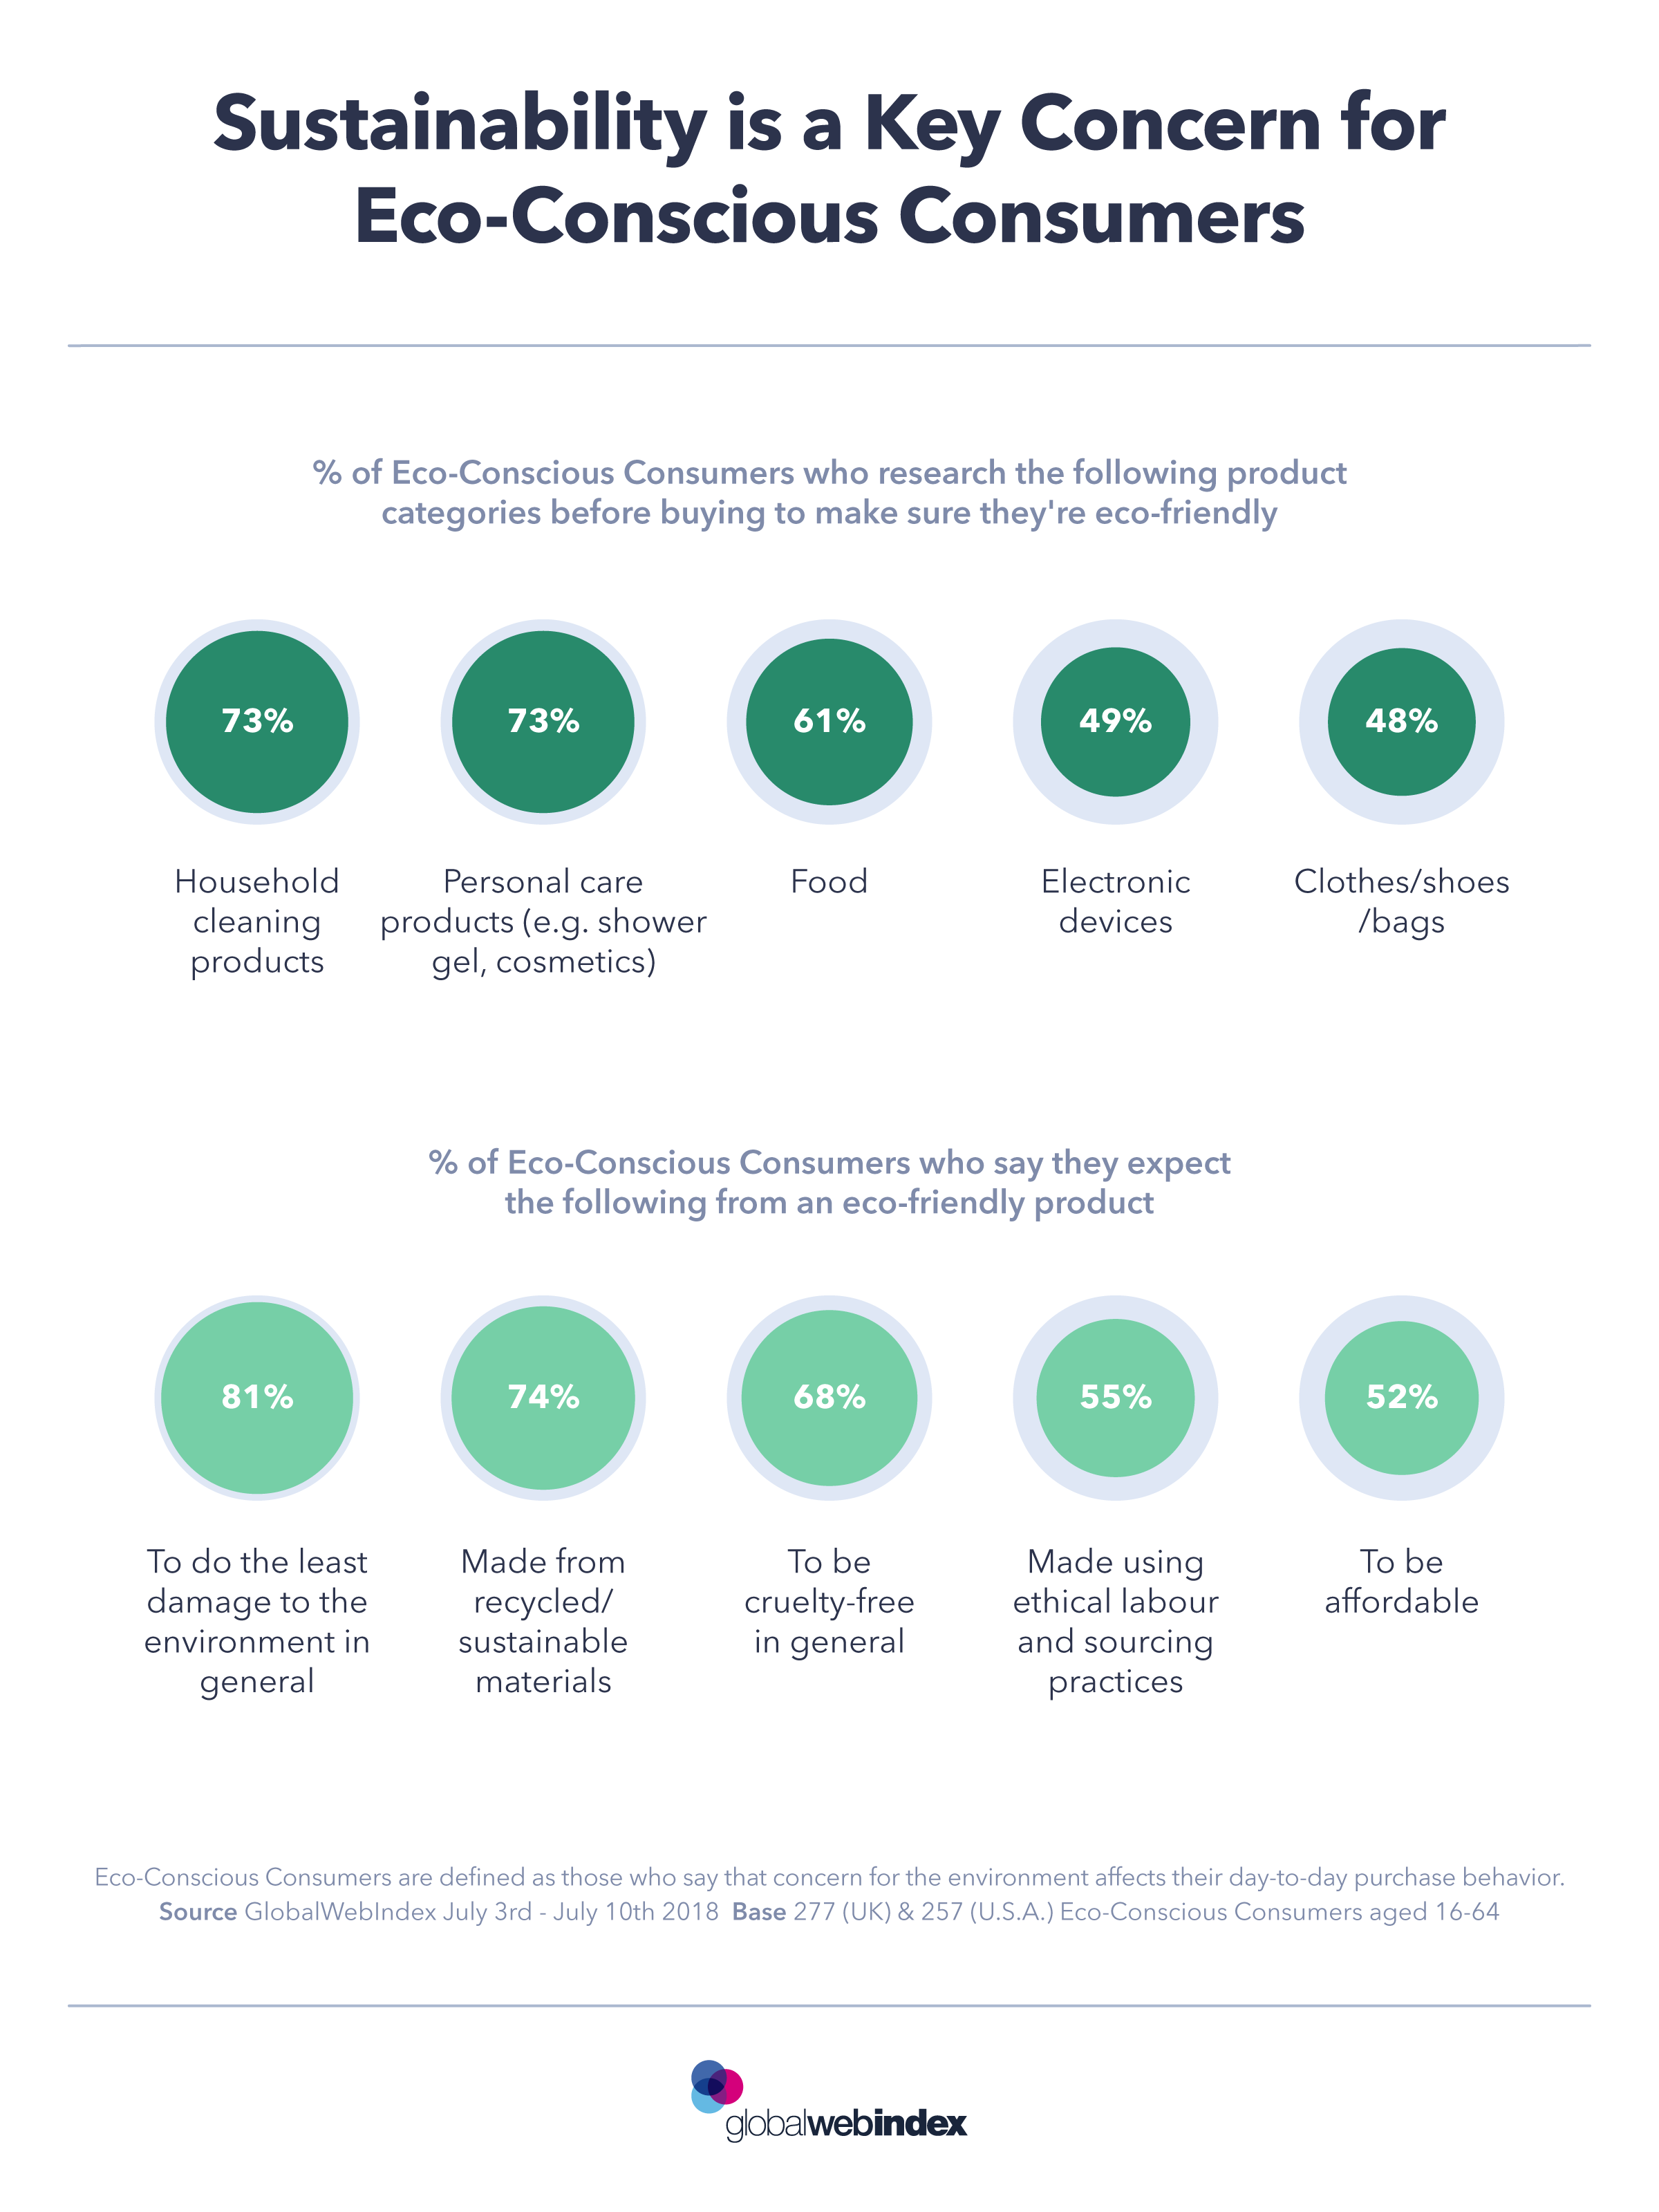 Sustainability is a Key Concern for
Eco-Conscious Consumers
% of Eco-Conscious Consumers who research the following product
categories before buying to make sure they're eco-friendly
73%
73%
61%
49%
48%
Household
cleaning
products
Personal care
products (e.g. shower
gel, cosmetics)
Food
Electronic
devices
Clothes/shoes
/bags
% of Eco-Conscious Consumers who say they expect
the following from an eco-friendly product
81%
74%
68%
55%
52%
To do the least
damage to the
environment in
general
Made from
recycled/
sustainable
materials
To be
cruelty-free
in general
Made using
ethical labour
and sourcing
practices
To be
affordable
Eco-Conscious Consumers are defined as those who say that concern for the environment affects their day-to-day purchase behavior.
Source GlobalWebIndex July 3rd - July 10th 2018 Base 277 (UK) & 257 (U.S.A.) Eco-Conscious Consumers aged 16-64
globalwebindex